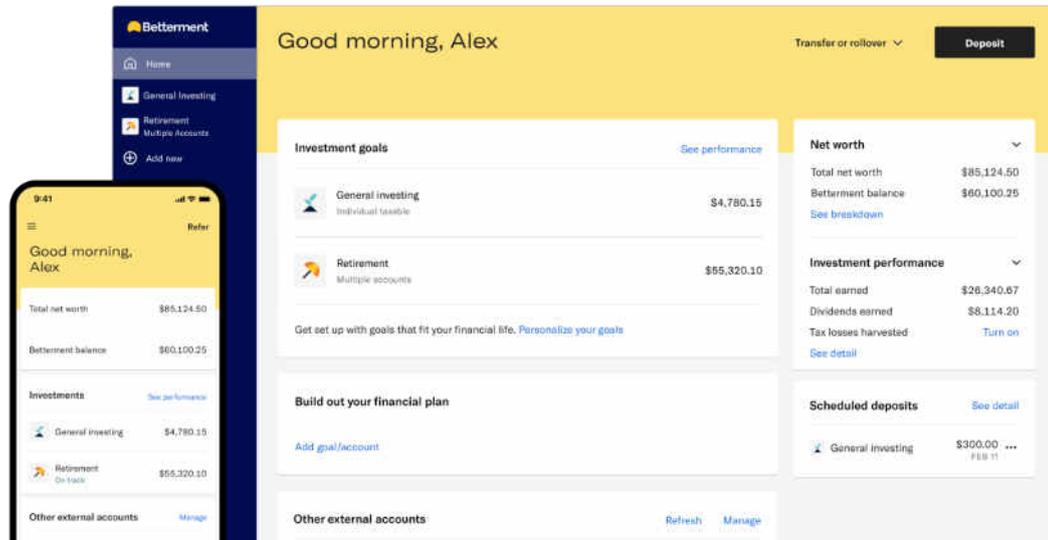 Betterment
Home
General Investing
Retirement
Multiple Accounts
Add new
Good morning, Alex
Transfer or rollover
Deposit
Investment goals
See performance
General investing
Individual taxable
$4,780.15
Retirement
Multiple accounts
$55,320.10
Get set up with goals that fit your financial life. Personalize your goals
Build out your financial plan
Add goal/account
Other external accounts
Refresh
Manage
Net worth
Total net worth
$85,124.50
Betterment balance
$60,100.25
See breakdown
Investment performance
Total earned
$26,340.67
Dividends earned
$8,114.20
Tax losses harvested
Turn on
See detail
Scheduled deposits
See detail
General investing
$300.00
FEB 11
9:41
Refer
Good morning,
Alex
Total net worth
$85,124.50
Betterment balance
$60,100.25
Investments
See performance
General investing
$4,780.15
Retirement
On track
$55,320.10
Other external accounts
Manage